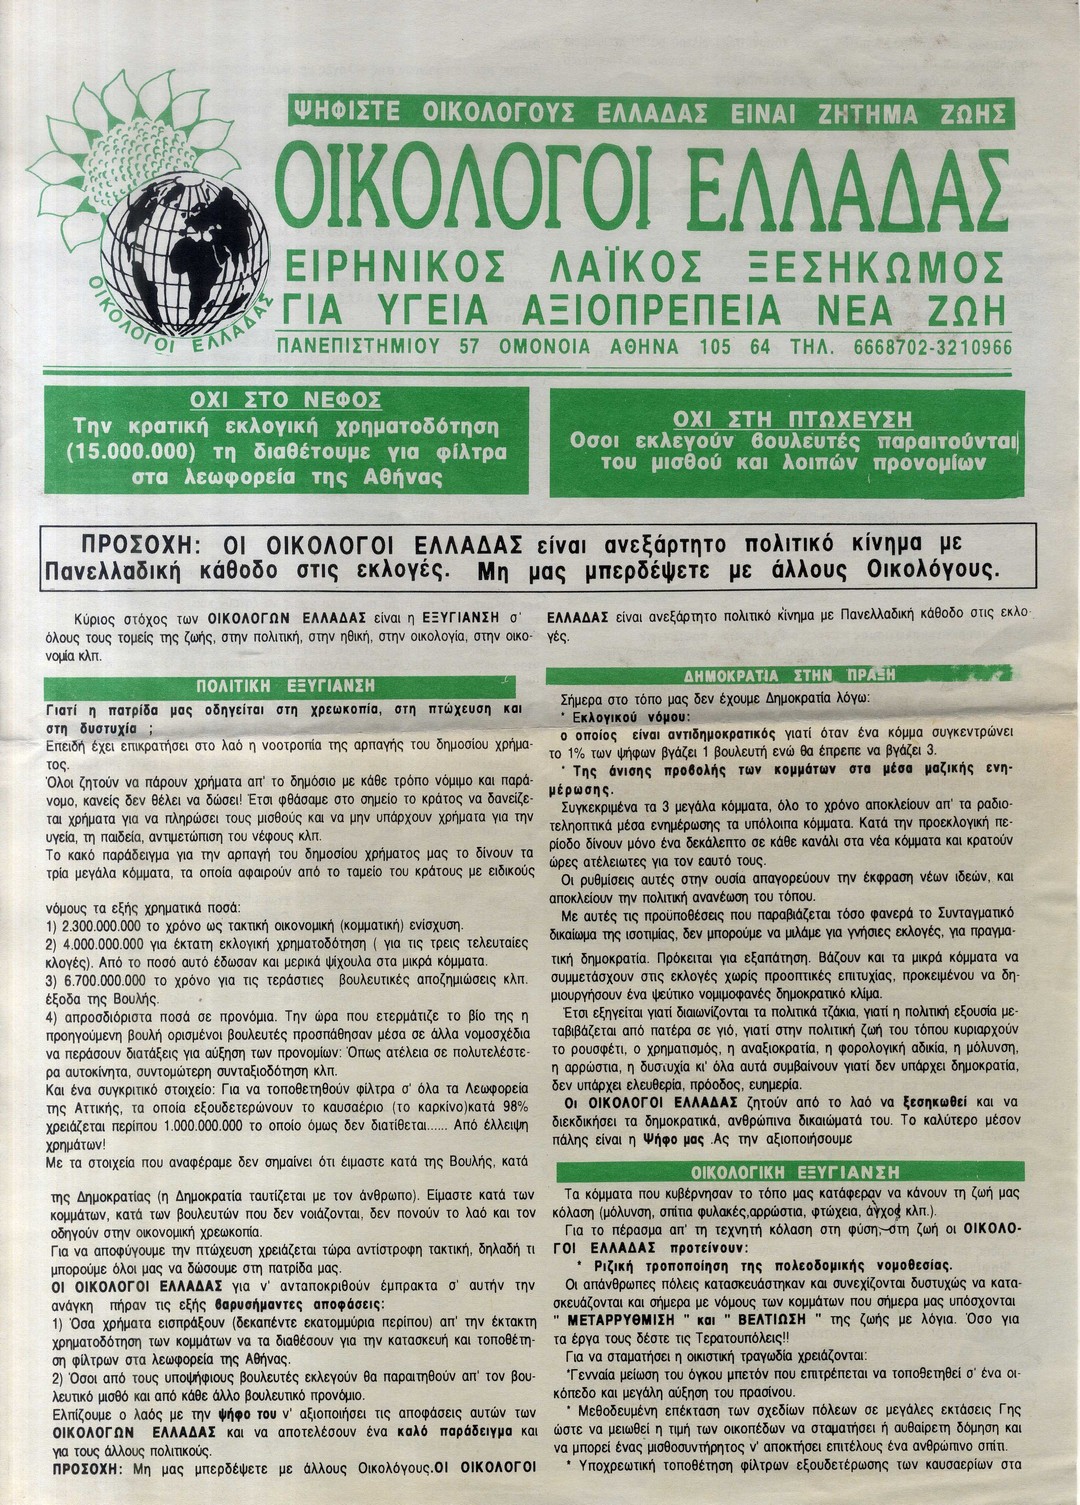 ΨΗΦΙΣΤΕ ΟΙΚΟΛΟΓΟΥΣ ΕΛΛΑΔΑΣ ΕΙΝΑΙ ΖΗΤΗΜΑ ΖΩΗΣ
ΟΙΚΟΛΟΓΟΙ ΕΛΛΑΔΑΣ
ΕΙΡΗΝΙΚΟΣ ΛΑΪΚΟΣ ΞΕΣΗΚΩΜΟΣ
ΓΙΑ ΥΓΕΙΑ ΑΞΙΟΠΡΕΠΕΙΑ ΝΕΑ ΖΩΗ
ΟΙΚΟΛΟΓΟΙ ΕΛΛΑΔΑΣ
ΠΑΝΕΠΙΣΤΗΜΙΟΥ 57 ΟΜΟΝΟΙΑ ΑΘΗΝΑ 105 64 ΤΗΛ. 6668702-3210966
ΟΧΙ ΣΤΟ ΝΕΦΟΣ
Την κρατική εκλογική χρηματοδότηση
(15.000.000) τη διαθέτουμε για φίλτρα
στα λεωφορεία της Αθήνας
ΟΧΙ ΣΤΗ ΠΤΩΧΕΥΣΗ
Οσοι εκλεγούν βουλευτές παραιτούνται
του μισθού και λοιπών προνομίων
ΠΡΟΣΟΧΗ: ΟΙ ΟΙΚΟΛΟΓΟΙ ΕΛΛΑΔΑΣ είναι ανεξάρτητο πολιτικό κίνημα με
Πανελλαδική κάθοδο στις εκλογές. Μη μας μπερδέψετε με άλλους Οικολόγους.
Κύριος στόχος των ΟΙΚΟΛΟΓΩΝ ΕΛΛΑΔΑΣ είναι η ΕΞΥΓΙΑΝΣΗ σ'
όλους τους τομείς της ζωής, στην πολιτική, στην ηθική, στην οικολογία, στην οικο-
νομία κλπ.
ΠΟΛΙΤΙΚΗ ΕΞΥΓΙΑΝΣΗ
Γιατί η πατρίδα μας οδηγείται στη χρεωκοπία, στη πτώχευση και
στη δυστυχία ;
Επειδή έχει επικρατήσει στο λαό η νοοτροπία της αρπαγής του δημοσίου χρήμα-
τος.
Όλοι ζητούν να πάρουν χρήματα απ' το δημόσιο με κάθε τρόπο νόμιμο και παρά-
νομο, κανείς δεν θέλει να δώσει! Ετσι φθάσαμε στο σημείο το κράτος να δανείζε-
ται χρήματα για να πληρώσει τους μισθούς και να μην υπάρχουν χρήματα για την
υγεία, τη παιδεία, αντιμετώπιση του νέφους κλπ.
Το κακό παράδειγμα για την αρπαγή του δημοσίου χρήματος μας το δίνουν τα
τρία μεγάλα κόμματα, τα οποία αφαιρούν από το ταμείο του κράτους με ειδικούς
νόμους τα εξής χρηματικά ποσά:
1) 2.300.000.000 το χρόνο ως τακτική οικονομική (κομματική) ενίσχυση.
2) 4.000.000.000 για έκτατη εκλογική χρηματοδότηση ( για τις τρεις τελευταίες
κλογές). Από το ποσό αυτό έδωσαν και μερικά ψίχουλα στα μικρά κόμματα.
3) 6.700.000.000 το χρόνο για τις τεράστιες βουλευτικές αποζημιώσεις κλπ.
έξοδα της Βουλής.
4) απροσδιόριστα ποσά σε προνόμια. Την ώρα που ετερμάτιζε το βίο της η
προηγούμενη βουλή ορισμένοι βουλευτές προσπάθησαν μέσα σε άλλα νομοσχέδια
να περάσουν διατάξεις για αύξηση των προνομίων: Όπως ατέλεια σε πολυτελέστε-
ρα αυτοκίνητα, συντομώτερη συνταξιοδότηση κλπ.
Και ένα συγκριτικό στοιχείο: Για να τοποθετηθούν φίλτρα σ' όλα τα Λεωφορεία
της Αττικής, τα οποία εξουδετερώνουν το καυσαέριο (το καρκίνο)κατά 98%
χρειάζεται περίπου 1.000.000.000 το οποίο όμως δεν διατίθεται...... Από έλλειψη
χρημάτων!
Με τα στοιχεία που αναφέραμε δεν σημαίνει ότι είμαστε κατά της Βουλής, κατά
της Δημοκρατίας (η Δημοκρατία ταυτίζεται με τον άνθρωπο). Είμαστε κατά των
κομμάτων, κατά των βουλευτών που δεν νοιάζονται, δεν πονούν το λαό και τον
οδηγούν στην οικονομική χρεωκοπία.
Για να αποφύγουμε την πτώχευση χρειάζεται τώρα αντίστροφη τακτική, δηλαδή τι
μπορούμε όλοι μας να δώσουμε στη πατρίδα μας.
ΟΙ ΟΙΚΟΛΟΓΟΙ ΕΛΛΑΔΑΣ για ν' ανταποκριθούν έμπρακτα σ' αυτήν την
ανάγκη πήραν τις εξής βαρυσήμαντες αποφάσεις:
1) Όσα χρήματα εισπράξουν (δεκαπέντε εκατομμύρια περίπου) απ' την έκτακτη
χρηματοδότηση των κομμάτων να τα διαθέσουν για την κατασκευή και τοποθέτη-
ση φίλτρων στα λεωφορεία της Αθήνας.
2) Όσοι από τους υποψήφιους βουλευτές εκλεγούν θα παραιτηθούν απ' τον βου-
λευτικό μισθό και από κάθε άλλο βουλευτικό προνόμιο.
Ελπίζουμε ο λαός με την ψήφο του ν' αξιοποιήσει τις αποφάσεις αυτών των
ΟΙΚΟΛΟΓΩΝ ΕΛΛΑΔΑΣ και να αποτελέσουν ένα καλό παράδειγμα και
για τους άλλους πολιτικούς.
ΠΡΟΣΟΧΗ: Μη μας μπερδέψετε με άλλους Οικολόγους.ΟΙ ΟΙΚΟΛΟΓΟΙ
ΕΛΛΑΔΑΣ είναι ανεξάρτητο πολιτικό κίνημα με Πανελλαδική κάθοδο στις εκλο-
γές.
ΔΗΜΟΚΡΑΤΙΑ ΣΤΗΝ ΠΡΑΞΗ
Σήμερα στο τόπο μας δεν έχουμε Δημοκρατία λόγω:
* Εκλογικού νόμου:
ο οποίος είναι αντιδημοκρατικός γιατί όταν ένα κόμμα συγκεντρώνει
το 1% των ψήφων βγάζει 1 βουλευτή ενώ θα έπρεπε να βγάζει 3.
* Της άνισης προβολής των κομμάτων στα μέσα μαζικής ενη-
μέρωσης.
Συγκεκριμένα τα 3 μεγάλα κόμματα, όλο το χρόνο αποκλείουν απ' τα ραδιο-
τεληοπτικά μέσα ενημέρωσης τα υπόλοιπα κόμματα. Κατά την προεκλογική πε-
ρίοδο δίνουν μόνο ένα δεκάλεπτο σε κάθε κανάλι στα νέα κόμματα και κρατούν
ώρες ατέλειωτες για τον εαυτό τους.
Οι ρυθμίσεις αυτές στην ουσία απαγορεύουν την έκφραση νέων ιδεών, και
αποκλείουν την πολιτική ανανέωση του τόπου.
Με αυτές τις προϋποθέσεις που παραβιάζεται τόσο φανερά το Συνταγματικό
δικαίωμα της ισοτιμίας, δεν μπορούμε να μιλάμε για γνήσιες εκλογές, για πραγμα-
τική δημοκρατία. Πρόκειται για εξαπάτηση. Βάζουν και τα μικρά κόμματα να
συμμετάσχουν στις εκλογές χωρίς προοπτικές επιτυχίας, προκειμένου να δη-
μιουργήσουν ένα ψεύτικο νομιμοφανές δημοκρατικό κλίμα.
Έτσι εξηγείται γιατί διαιωνίζονται τα πολιτικά τζάκια, γιατί η πολιτική εξουσία με-
ταβιβάζεται από πατέρα σε γιό, γιατί στην πολιτική ζωή του τόπου κυριαρχούν
το ρουσφέτι, ο χρηματισμός, η αναξιοκρατία, η φορολογική αδικία, η μόλυνση,
η αρρώστια, η δυστυχία κι' όλα αυτά συμβαίνουν γιατί δεν υπάρχει δημοκρατία,
δεν υπάρχει ελευθερία, πρόοδος, ευημερία.
Οι ΟΙΚΟΛΟΓΟΙ ΕΛΛΑΔΑΣ ζητούν από το λαό να ξεσηκωθεί και να
διεκδικήσει τα δημοκρατικά, ανθρώπινα δικαιώματά του. Το καλύτερο μέσον
πάλης είναι η Ψήφο μας .Ας την αξιοποιήσουμε
ΟΙΚΟΛΟΓΙΚΗ ΕΞΥΓΙΑΝΣΗ
Τα κόμματα που κυβέρνησαν το τόπο μας κατάφεραν να κάνουν τη ζωή μας
κόλαση (μόλυνση, σπίτια φυλακές,αρρώστια, φτώχεια, άγχος κλπ.).
Για το πέρασμα απ' τη τεχνητή κόλαση στη φύση, στη ζωή οι ΟΙΚΟΛΟ-
ΓΟΙ ΕΛΛΑΔΑΣ προτείνουν:
* Ριζική τροποποίηση της πολεοδομικής νομοθεσίας.
Οι απάνθρωπες πόλεις κατασκευάστηκαν και συνεχίζονται δυστυχώς να κατα-
σκευάζονται και σήμερα με νόμους των κομμάτων που σήμερα μας υπόσχονται
" ΜΕΤΑΡΡΥΘΜΙΣΗ " και " ΒΕΛΤΙΩΣΗ " της ζωής με λόγια. Όσο για
τα έργα τους δέστε τις Τερατουπόλεις!!
Για να σταματήσει η οικιστική τραγωδία χρειάζονται:
*Γενναία μείωση του όγκου μπετόν που επιτρέπεται να τοποθετηθεί σ' ένα οι-
κόπεδο και μεγάλη αύξηση του πρασίνου.
* Μεθοδευμένη επέκταση των σχεδίων πόλεων σε μεγάλες εκτάσεις Γης
ώστε να μειωθεί η τιμή των οικοπέδων να σταματήσει ή αυθαίρετη δόμηση και
να μπορεί ένας μισθοσυντήρητος ν' αποκτήσει επιτέλους ένα ανθρώπινο σπίτι.
* Υποχρεωτική τοποθέτηση φίλτρων εξουδετέρωσης των καυσαερίων στα